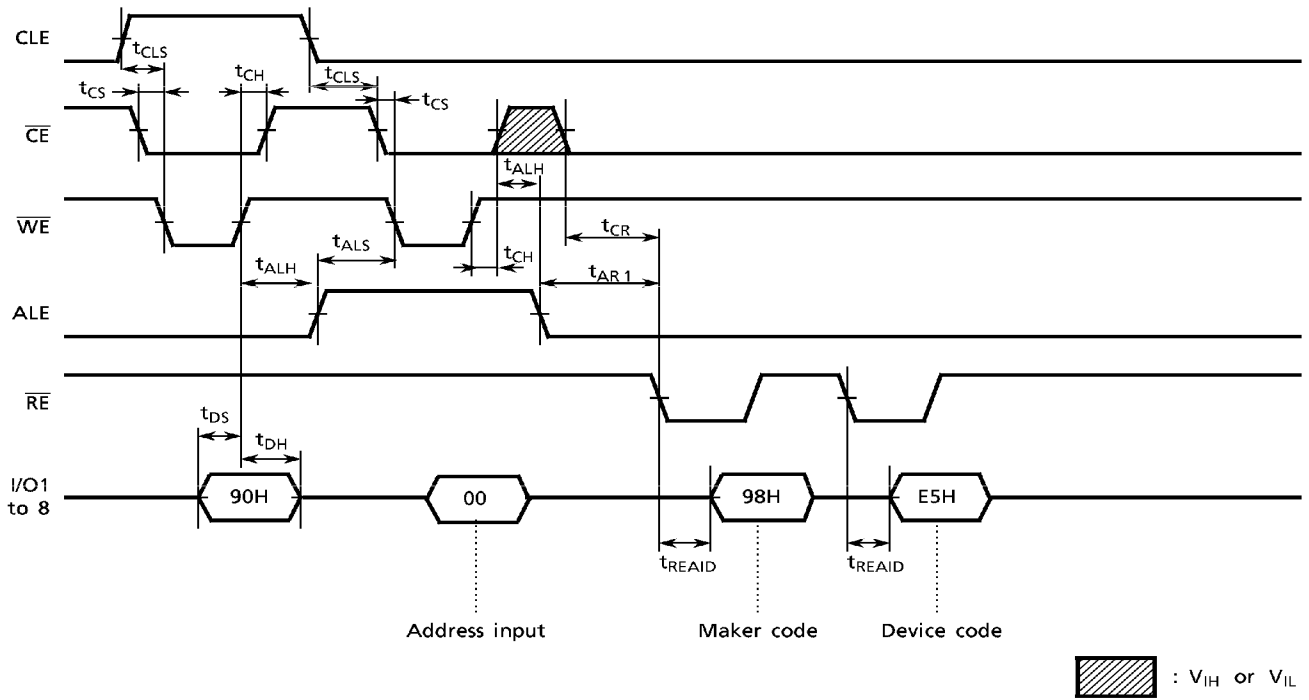 CLE
tCLS
tCH
tCLS
tCS
tCS
CE
tALH
WE
tCR
tALS
tCH
tALH
tAR1
ALE
RE
tDS
tDH
I/O1
to 8
90H
00
98H
E5H
tREAID
tREAID
Address input
Maker code
Device code
: VIH or VIL